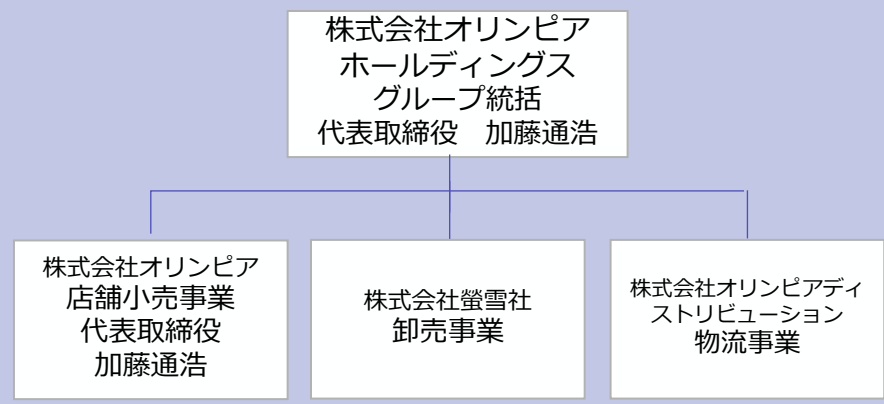 株式会社オリンピア
ホールディングス
グループ統括
代表取締役　加藤通浩
株式会社オリンピア
店舗小売事業
代表取締役
加藤通浩
株式会社螢雪社
卸売事業
株式会社オリンピアディ
ストリビューション
物流事業